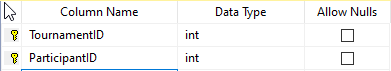 Column Name Data Type Allow Nulls
TournamentID int
ParticipantID int